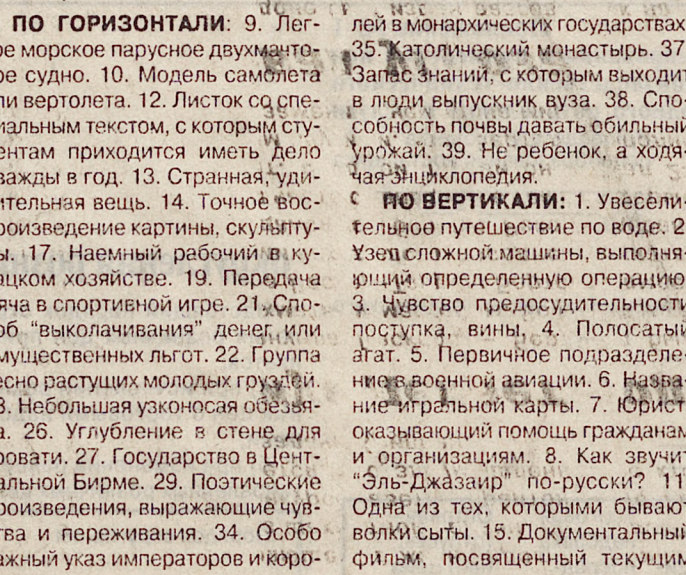 ПО ГОРИЗОНТАЛИ: 9. Лег-
ое морское парусное двухмачто-
ое судно. 10. Модель самолета
ли вертолета. 12. Листок со спе-
иальным текстом, с которым сту-
ентам приходится иметь дело
важды в год. 13. Странная, уди-
ительная вещь. 14. Точное вос-
роизведение картины, скульпту-
ы. 17. Наемный рабочий в ку-
ацком хозяйстве. 19. Передача
яча в спортивной игре. 21. Спо-
об “выколачивания” денег или
мущественных льгот. 22. Группа
есно растущих молодых груздей.
3. Небольшая узконосая обезья-
а. 26. Углубление в стене для
ровати. 27. Государство в Цент-
альной Бирме. 29. Поэтические
роизведения, выражающие чув-
тва и переживания. 34. Особо
ажный указ императоров и коро-
лей в монархических государствах
35. Католический монастырь. 37
Запас знаний, с которым выходит
в люди выпускник вуза. 38. Спо-
собность почвы давать обильный
урожай. 39. Не ребенок, а ходя-
чая энциклопедия.
ПО ВЕРТИКАЛИ: 1. Увесели-
тельное путешествие по воде. 2
Узел сложной машины, выполня-
ющий определенную операцию
3. Чувство предосудительности
поступка, вины. 4. Полосатый
агат. 5. Первичное подразделе-
ние в военной авиации. 6. Назва-
ние игральной карты. 7. Юрист
оказывающий помощь гражданам
и организациям. 8. Как звучит
“Эль-Джазаир” по-русски? 11
Одна из тех, которыми бывают
волки сыты. 15. Документальный
фильм, посвященный текущим